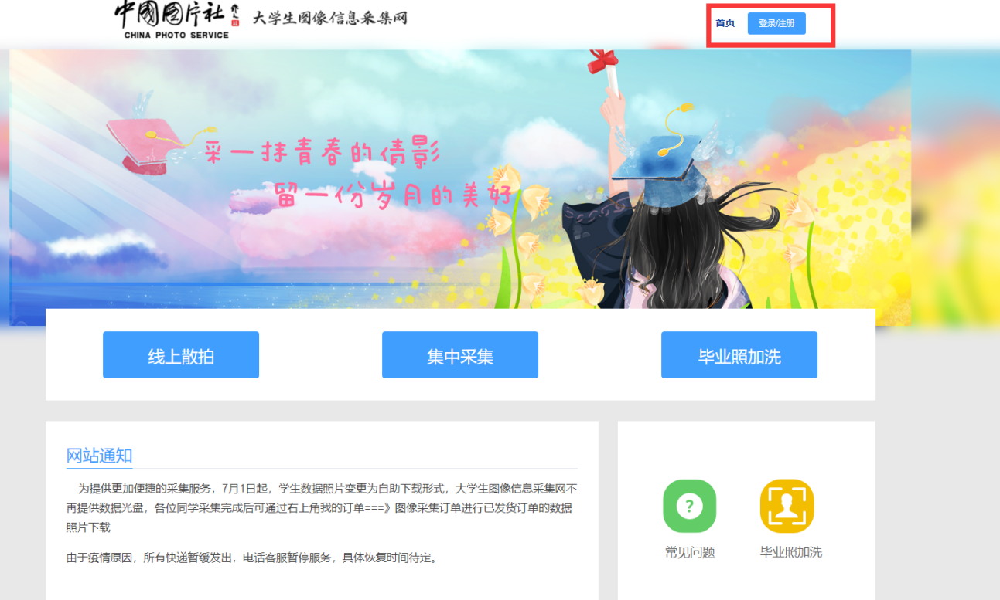 中國图片社
CHINA PHOTO SERVICE
大学生图像信息采集网
首页
登录/注册
采一抹青春的倩影
留一份岁月的美好
线上散拍
集中采集
毕业照加洗
网站通知
为提供更加便捷的采集服务，7月1日起，学生数据照片变更为自助下载形式，大学生图像信息采集网不
再提供数据光盘，各位同学采集完成后可通过右上角我的订单===》图像采集订单进行已发货订单的数据
照片下载
由于疫情原因，所有快递暂缓发出，电话客服暂停服务，具体恢复时间待定。
?
常见问题
毕业照加洗